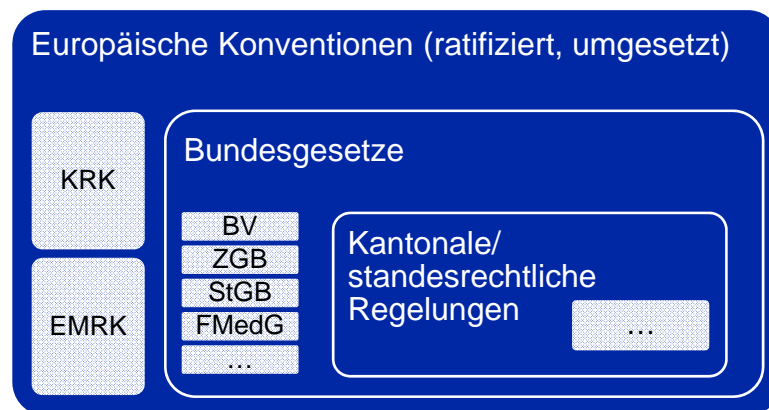 Europäische Konventionen (ratifiziert, umgesetzt)
KRK
EMRK
Bundesgesetze
BV
ZGB
StGB
FMedG
…
Kantonale/
standesrechtliche
Regelungen
…